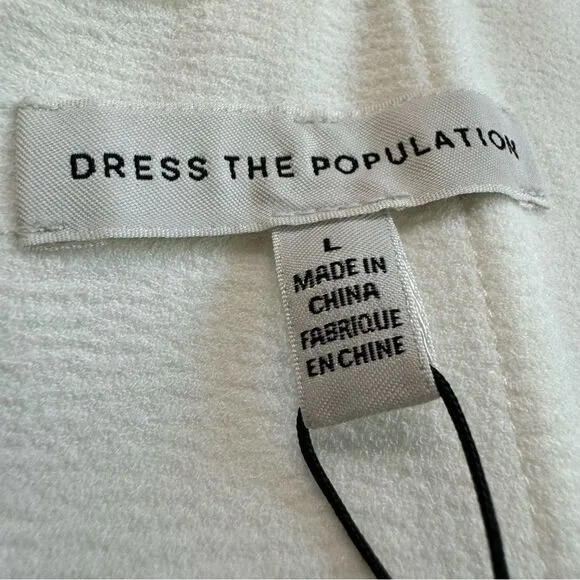 DRESS THE POPULATION
L
MADE IN
CHINA
FABRIQUE
EN CHINE